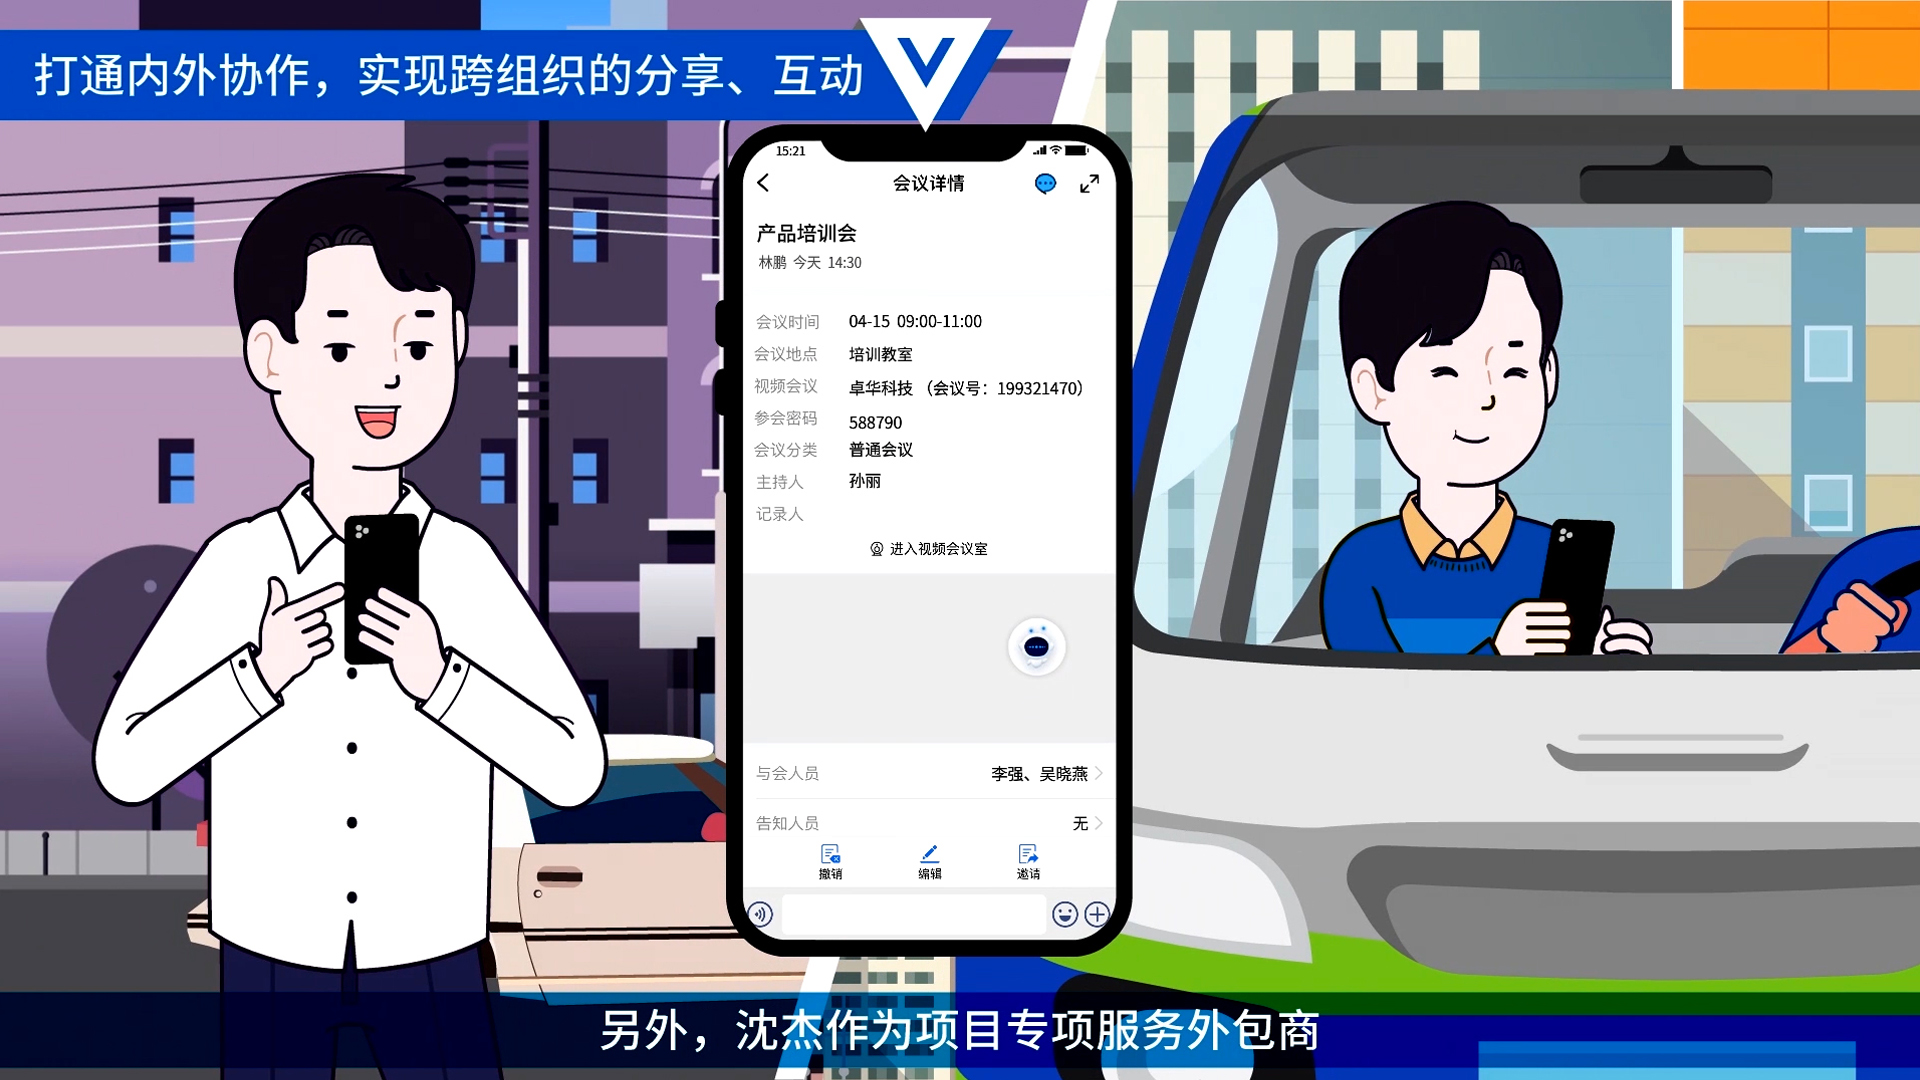 打通内外协作，实现跨组织的分享、互动
15:21
会议详情
产品培训会
林鹏 今天 14:30
会议时间 04-15 09:00-11:00
会议地点 培训教室
视频会议 卓华科技 （会议号：199321470）
参会密码 588790
会议分类 普通会议
主持人 孙丽
记录人
进入视频会议室
与会人员 李强、吴晓燕
告知人员 无
撤销 编辑 邀请
另外，沈杰作为项目专项服务外包商